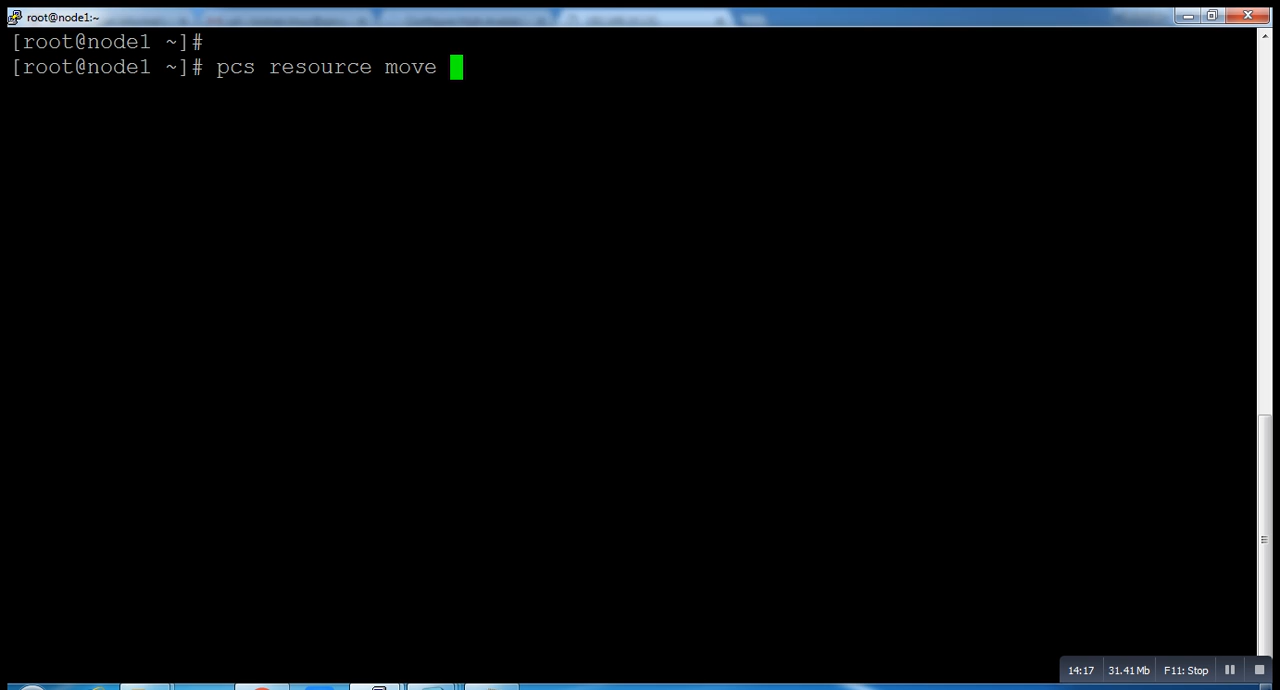 root@node1:~
[root@node1 ~]#
[root@node1 ~]# pcs resource move
14:17 31.41 Mb F11: Stop